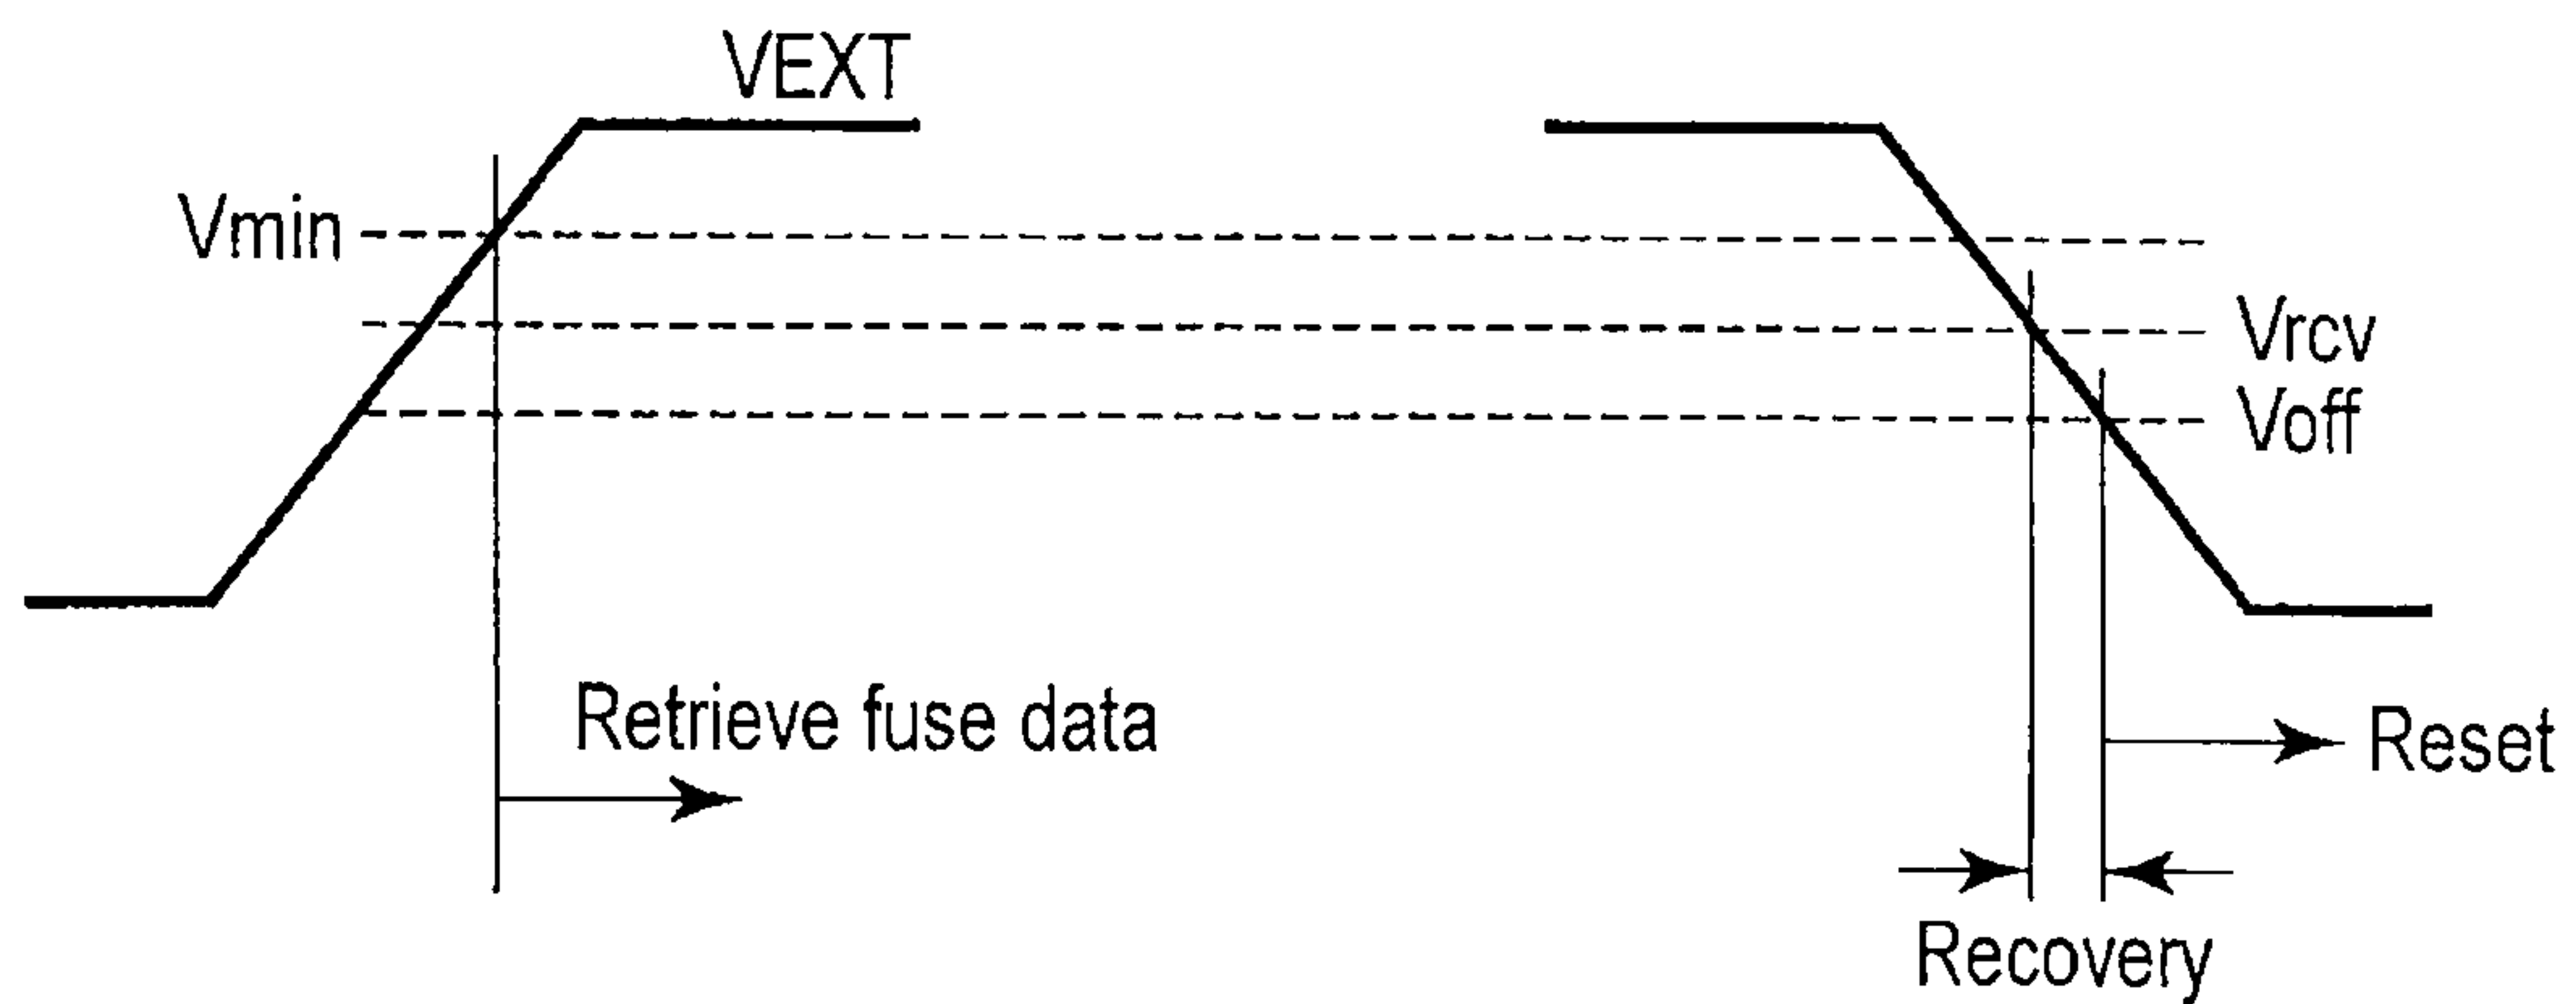 VEXT
Vmin
Vrcv
Voff
Retrieve fuse data
Reset
Recovery